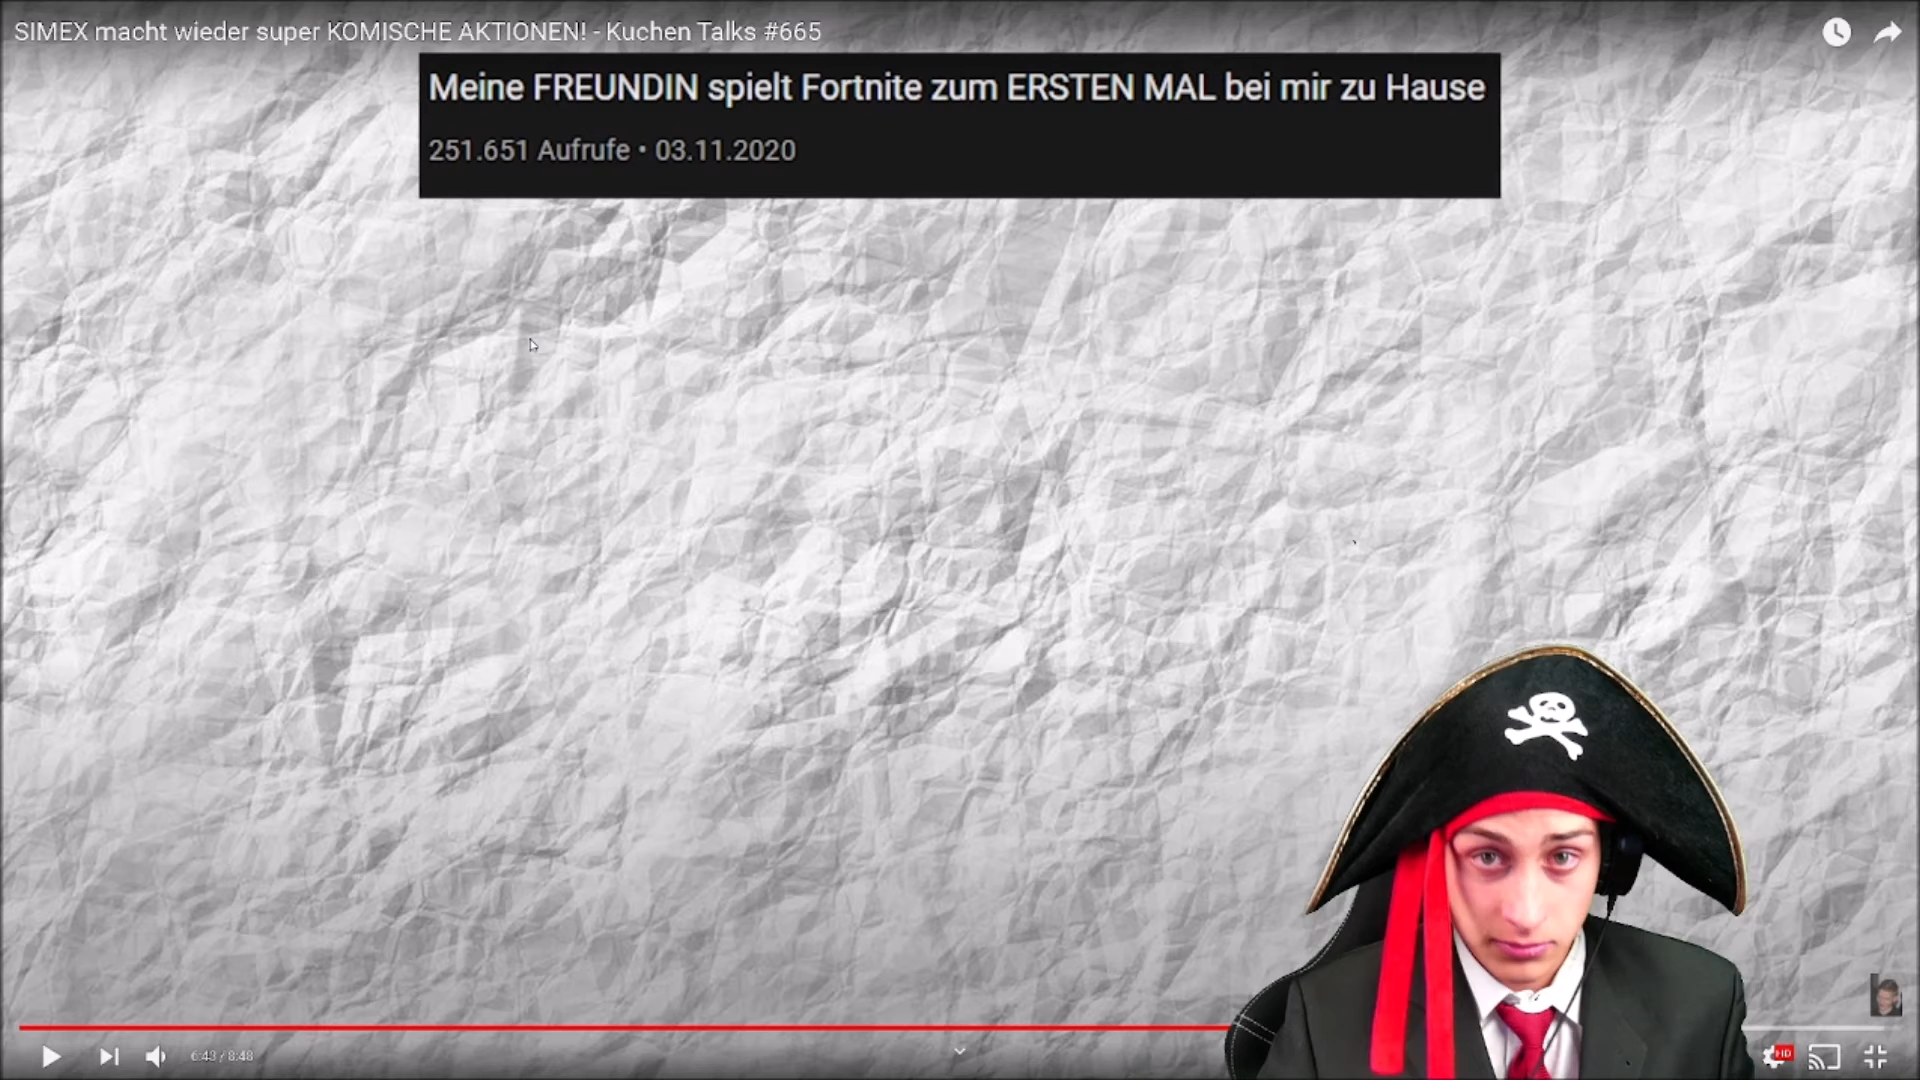 SIMEX macht wieder super KOMISCHE AKTIONEN! - Kuchen Talks #665
Meine FREUNDIN spielt Fortnite zum ERSTEN MAL bei mir zu Hause
251.651 Aufrufe • 03.11.2020
6:43 / 8:48
HD